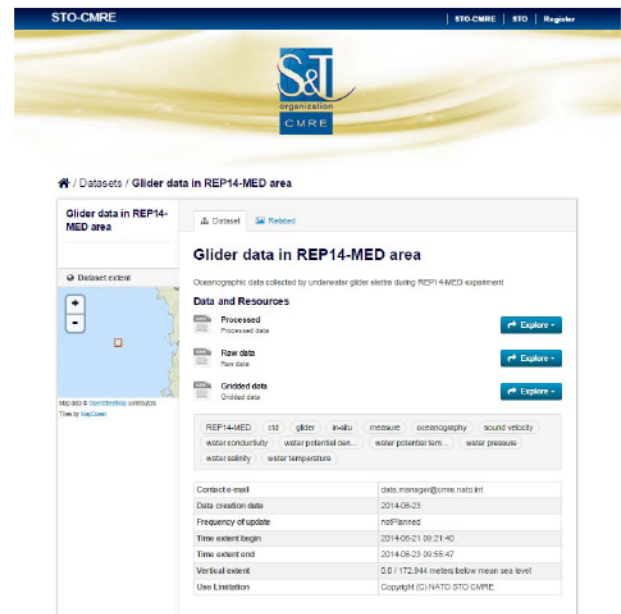 STO-CMRE
STO-CMRE | STO | Register
S&T
organization
CMRE
/ Datasets / Glider data in REP14-MED area
Glider data in REP14-
MED area
Dataset extent
+
-
Map data © OpenStreetMap contributors
Tiles by MapQuest
Dataset
Related
Glider data in REP14-MED area
Oceanographic data collected by underwater glider elettra during REP14-MED experiment
Data and Resources
Processed
Processed data
Explore
Raw data
Raw data
Explore
Gridded data
Gridded data
Explore
REP14-MED ctd glider in-situ measure oceanography sound velocity
water conductivity water potential den... water potential tem... water pressure
water salinity water temperature
Contact e-mail data.manager@cmre.nato.int
Data creation date 2014-06-23
Frequency of update notPlanned
Time extent begin 2014-06-21 09:21:40
Time extent end 2014-06-23 09:55:47
Vertical extent 0.0 / 172.944 meters below mean sea level
Use Limitation Copyright (C) NATO STO CMRE